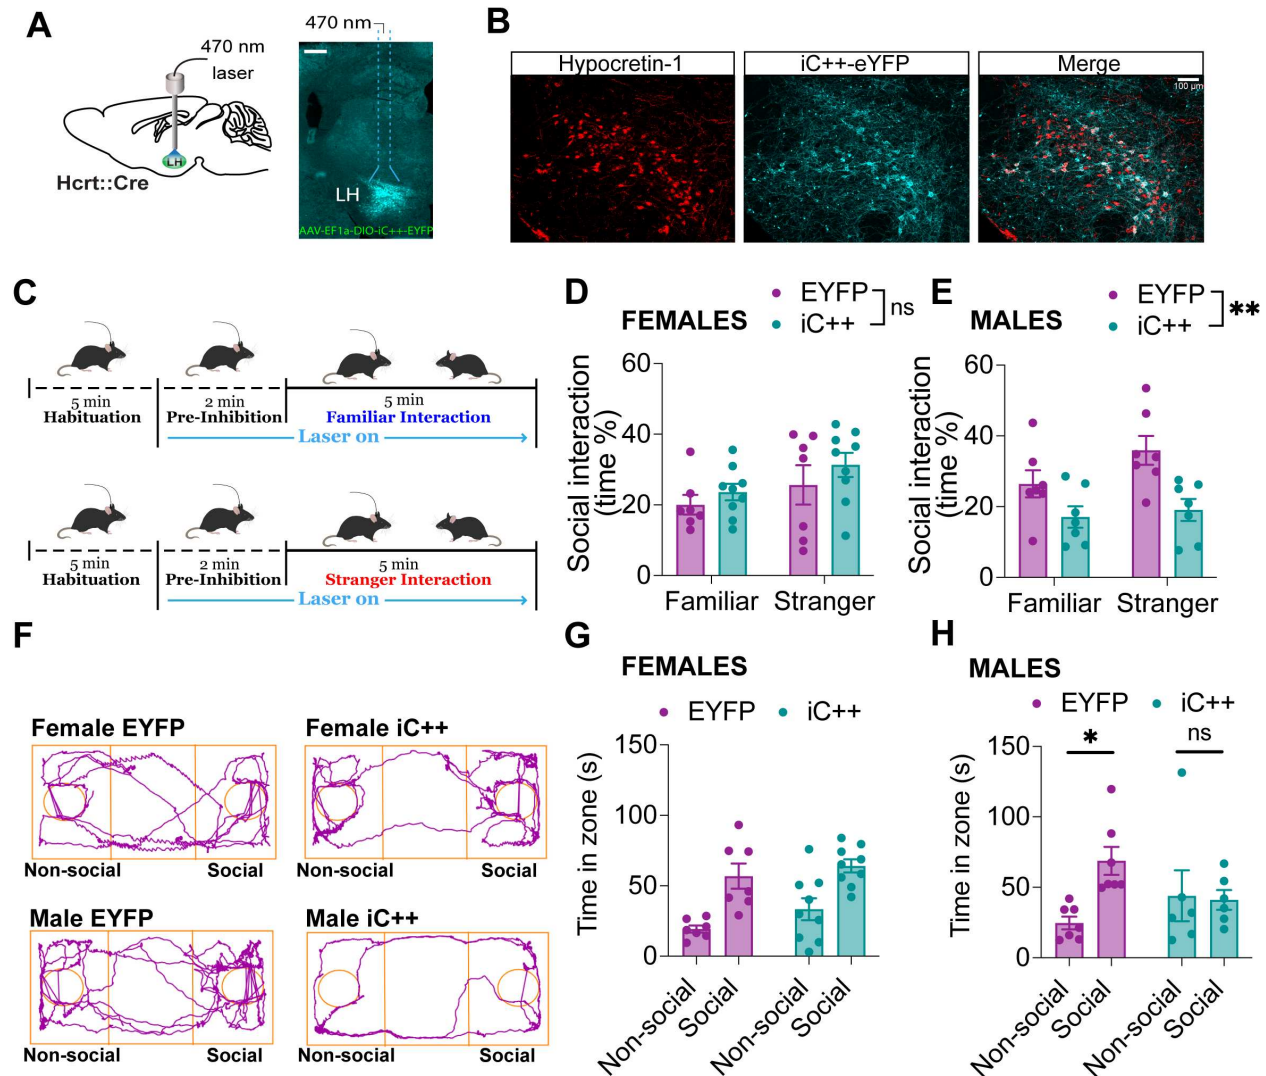 A
470 nm
470 nm
laser
LH
Hcrt::Cre
LH
AAV-EF1a-DIO-iC++-EYFP
B
Hypocretin-1
iC++-eYFP
Merge
100 µm
C
5 min
Habituation
2 min
Pre-Inhibition
5 min
Familiar Interaction
Laser on
5 min
Habituation
2 min
Pre-Inhibition
5 min
Stranger Interaction
Laser on
D
FEMALES
EYFP
iC++
ns
Social interaction
(time %)
60
40
20
0
Familiar
Stranger
E
MALES
EYFP
iC++
**
Social interaction
(time %)
60
40
20
0
Familiar
Stranger
F
Female EYFP
Non-social
Social
Female iC++
Non-social
Social
Male EYFP
Non-social
Social
Male iC++
Non-social
Social
G
FEMALES
EYFP
iC++
Time in zone (s)
150
100
50
0
Non-social
Social
Non-social
Social
H
MALES
EYFP
iC++
*
ns
Time in zone (s)
150
100
50
0
Non-social
Social
Non-social
Social